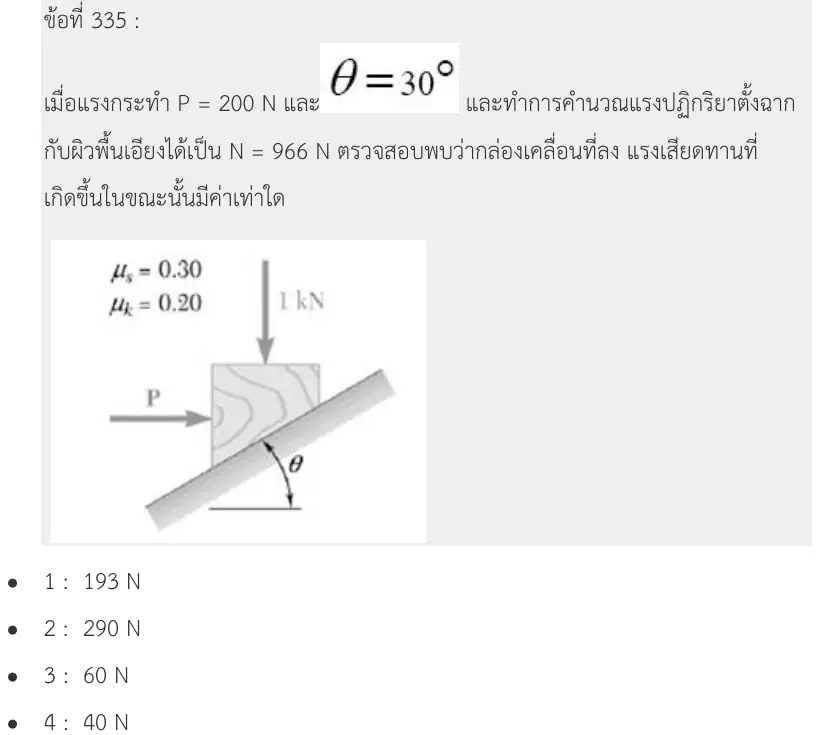 ข้อที่ 335 :
เมื่อแรงกระทำ P = 200 N และ θ = 30° และทำการคำนวณแรงปฏิกริยาตั้งฉาก
กับผิวพื้นเอียงได้เป็น N = 966 N ตรวจสอบพบว่ากล่องเคลื่อนที่ลง แรงเสียดทานที่
เกิดขึ้นในขณะนั้นมีค่าเท่าใด
μs = 0.30
μk = 0.20
1 kN
P
θ
1 : 193 N
2 : 290 N
3 : 60 N
4 : 40 N